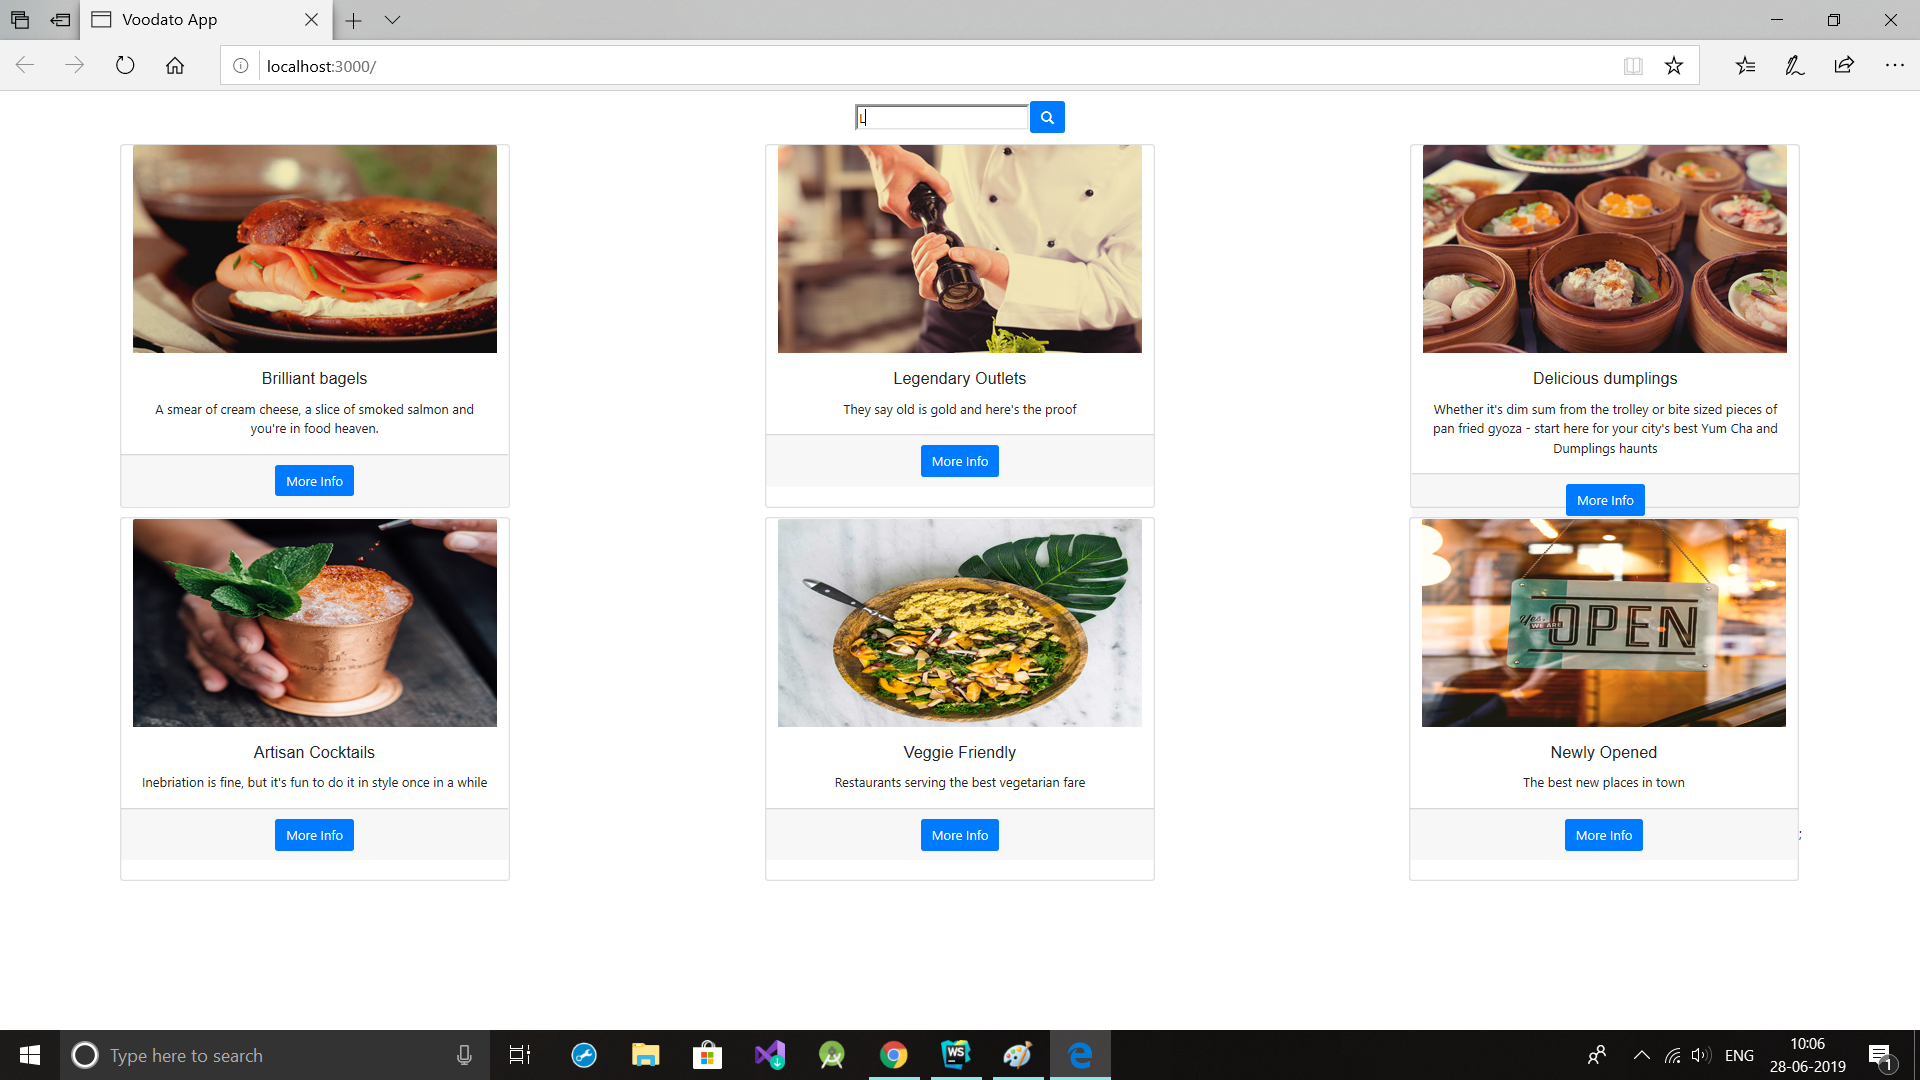 Voodato App
localhost:3000/
L
Brilliant bagels
A smear of cream cheese, a slice of smoked salmon and
you're in food heaven.
More Info
Legendary Outlets
They say old is gold and here's the proof
More Info
Delicious dumplings
Whether it's dim sum from the trolley or bite sized pieces of
pan fried gyoza - start here for your city's best Yum Cha and
Dumplings haunts
More Info
Yes,
WE ARE
OPEN
Artisan Cocktails
Inebriation is fine, but it's fun to do it in style once in a while
More Info
Veggie Friendly
Restaurants serving the best vegetarian fare
More Info
Newly Opened
The best new places in town
More Info
;
Type here to search
WS
ENG
10:06
28-06-2019
1